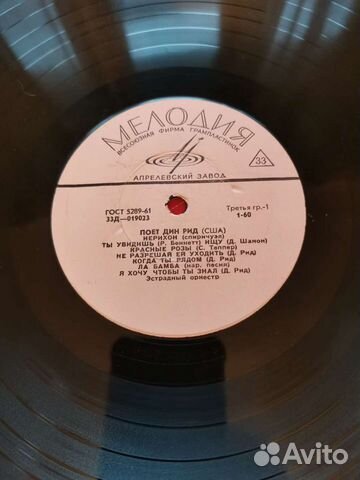 МЕЛОДИЯ
ВСЕСОЮЗНАЯ ФИРМА ГРАМПЛАСТИНОК
33
АПРЕЛЕВСКИЙ ЗАВОД
ГОСТ 5289-61
33Д—019033
Третья гр.-1
1-60
ПОЕТ ДИН РИД (США)
ИЕРИХОН (спиричуэл)
ТЫ УВИДИШЬ (Р. Беннетт) ИЩУ (Д. Шанон)
КРАСНЫЕ РОЗЫ (С. Теппер)
НЕ РАЗРЕШАЙ ЕЙ УХОДИТЬ (Д. Рид)
КОГДА ТЫ РЯДОМ (Д. Рид)
ЛА БАМБА (нар. песня)
Я ХОЧУ ЧТОБЫ ТЫ ЗНАЛ (Д. Рид)
Эстрадный оркестр
Avito